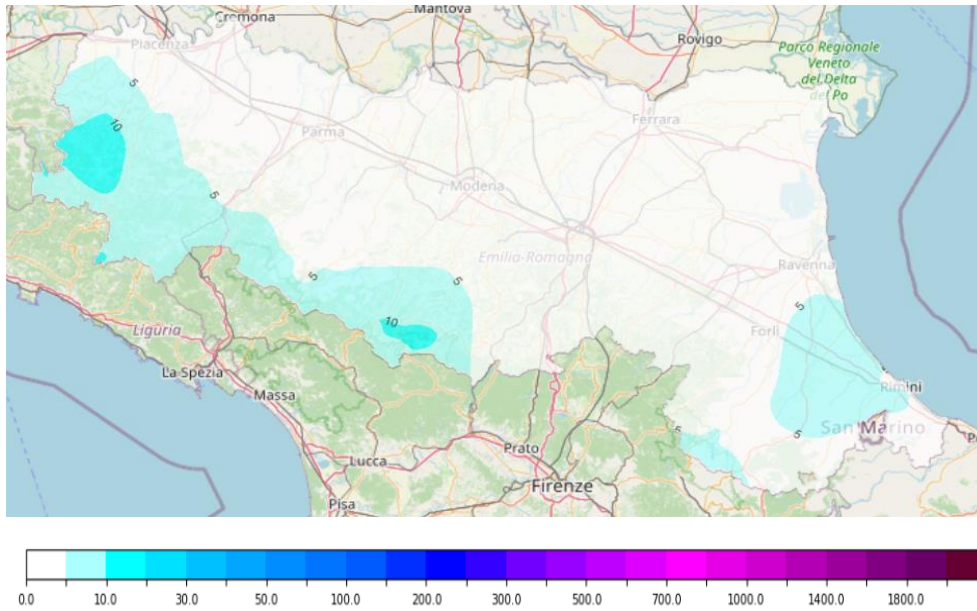 Mantova
Cremona
Piacenza
Rovigo
Parco Regionale
Veneto
del Delta
del Po
5
10
Parma
Ferrara
Modena
5
Emilia-Romagna
Ravenna
5
5
5
10
Forlì
Liguria
La Spezia
Massa
Rimini
San Marino
5
5
Prato
Lucca
Firenze
Pisa
0.0 10.0 30.0 50.0 100.0 200.0 300.0 500.0 700.0 1000.0 1400.0 1800.0